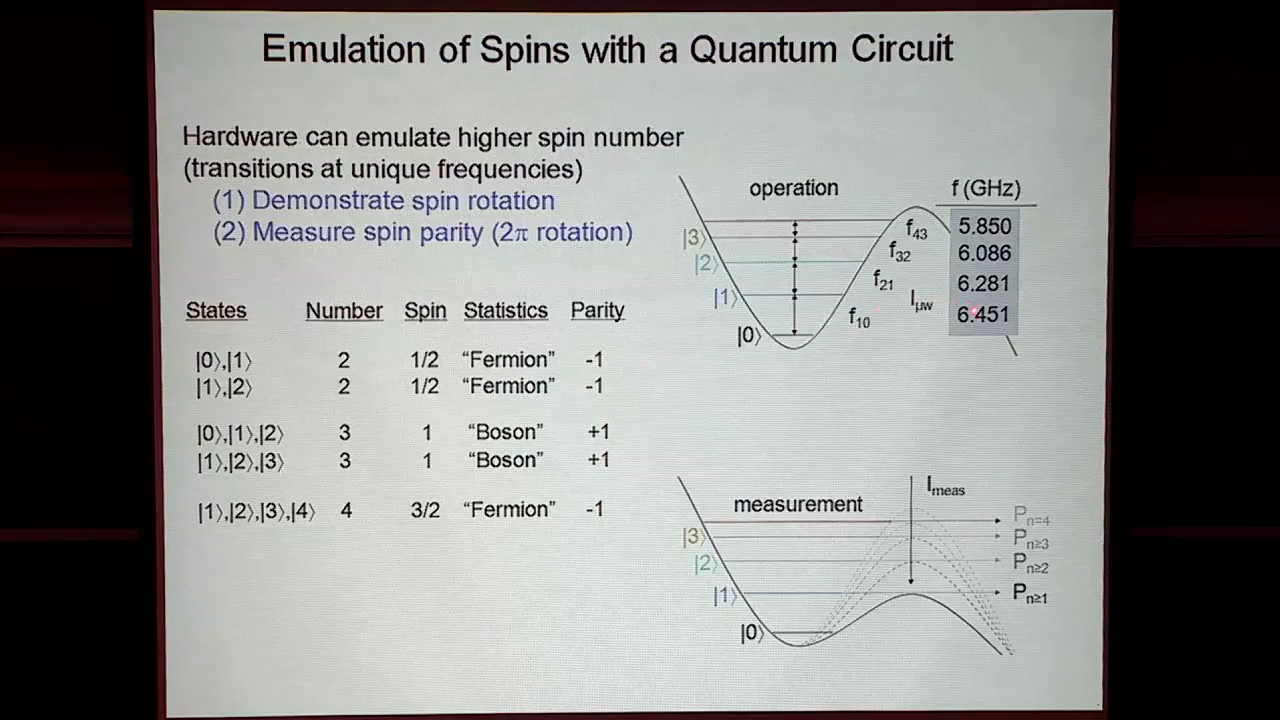 Emulation of Spins with a Quantum Circuit
Hardware can emulate higher spin number
(transitions at unique frequencies)
(1) Demonstrate spin rotation
(2) Measure spin parity (2π rotation)
States Number Spin Statistics Parity
|0⟩,|1⟩ 2 1/2 “Fermion” -1
|1⟩,|2⟩ 2 1/2 “Fermion” -1
|0⟩,|1⟩,|2⟩ 3 1 “Boson” +1
|1⟩,|2⟩,|3⟩ 3 1 “Boson” +1
|1⟩,|2⟩,|3⟩,|4⟩ 4 3/2 “Fermion” -1
operation f (GHz)
f43 5.850
|3⟩ f32 6.086
|2⟩ f21 6.281
|1⟩ Iμw
|0⟩ f10 6.451
Imeas
measurement
Pn=4
|3⟩ Pn≥3
|2⟩ Pn≥2
|1⟩ Pn≥1
|0⟩